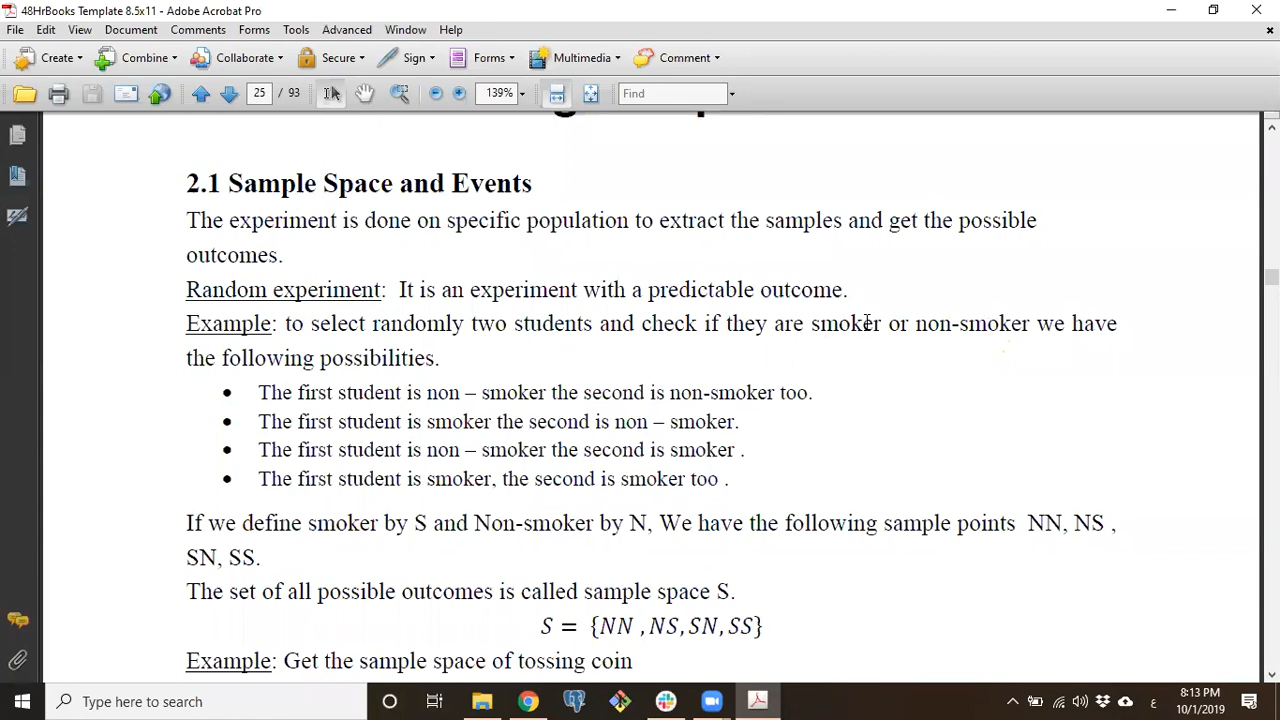 48HrBooks Template 8.5x11 - Adobe Acrobat Pro
File Edit View Document Comments Forms Tools Advanced Window Help
Create Combine Collaborate Secure Sign Forms Multimedia Comment
25 / 93 139% Find
2.1 Sample Space and Events
The experiment is done on specific population to extract the samples and get the possible
outcomes.
Random experiment: It is an experiment with a predictable outcome.
Example: to select randomly two students and check if they are smoker or non-smoker we have
the following possibilities.
• The first student is non – smoker the second is non-smoker too.
• The first student is smoker the second is non – smoker.
• The first student is non – smoker the second is smoker .
• The first student is smoker, the second is smoker too .
If we define smoker by S and Non-smoker by N, We have the following sample points NN, NS ,
SN, SS.
The set of all possible outcomes is called sample space S.
S = {NN ,NS,SN,SS}
Example: Get the sample space of tossing coin
Type here to search
ع
8:13 PM
10/1/2019